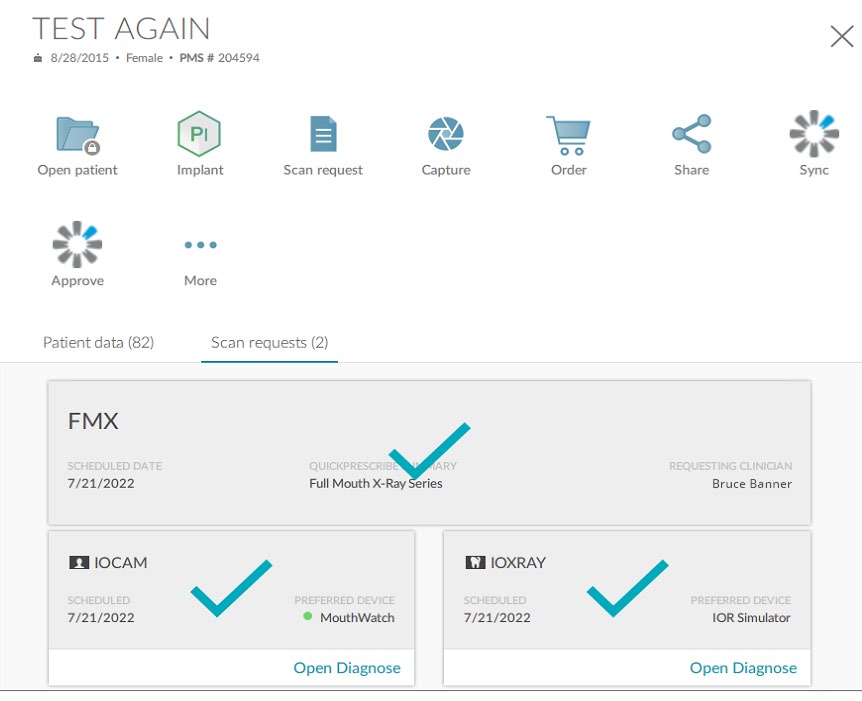 TEST AGAIN
8/28/2015 • Female • PMS # 204594
PI
Open patient Implant Scan request Capture Order Share Sync
Approve More
Patient data (82) Scan requests (2)
FMX
SCHEDULED DATE QUICKPRESCRIBE REQUESTING CLINICIAN
7/21/2022 Full Mouth X-Ray Series Bruce Banner
IOCAM IOXRAY
SCHEDULED PREFERRED DEVICE SCHEDULED PREFERRED DEVICE
7/21/2022 MouthWatch 7/21/2022 IOR Simulator
Open Diagnose Open Diagnose